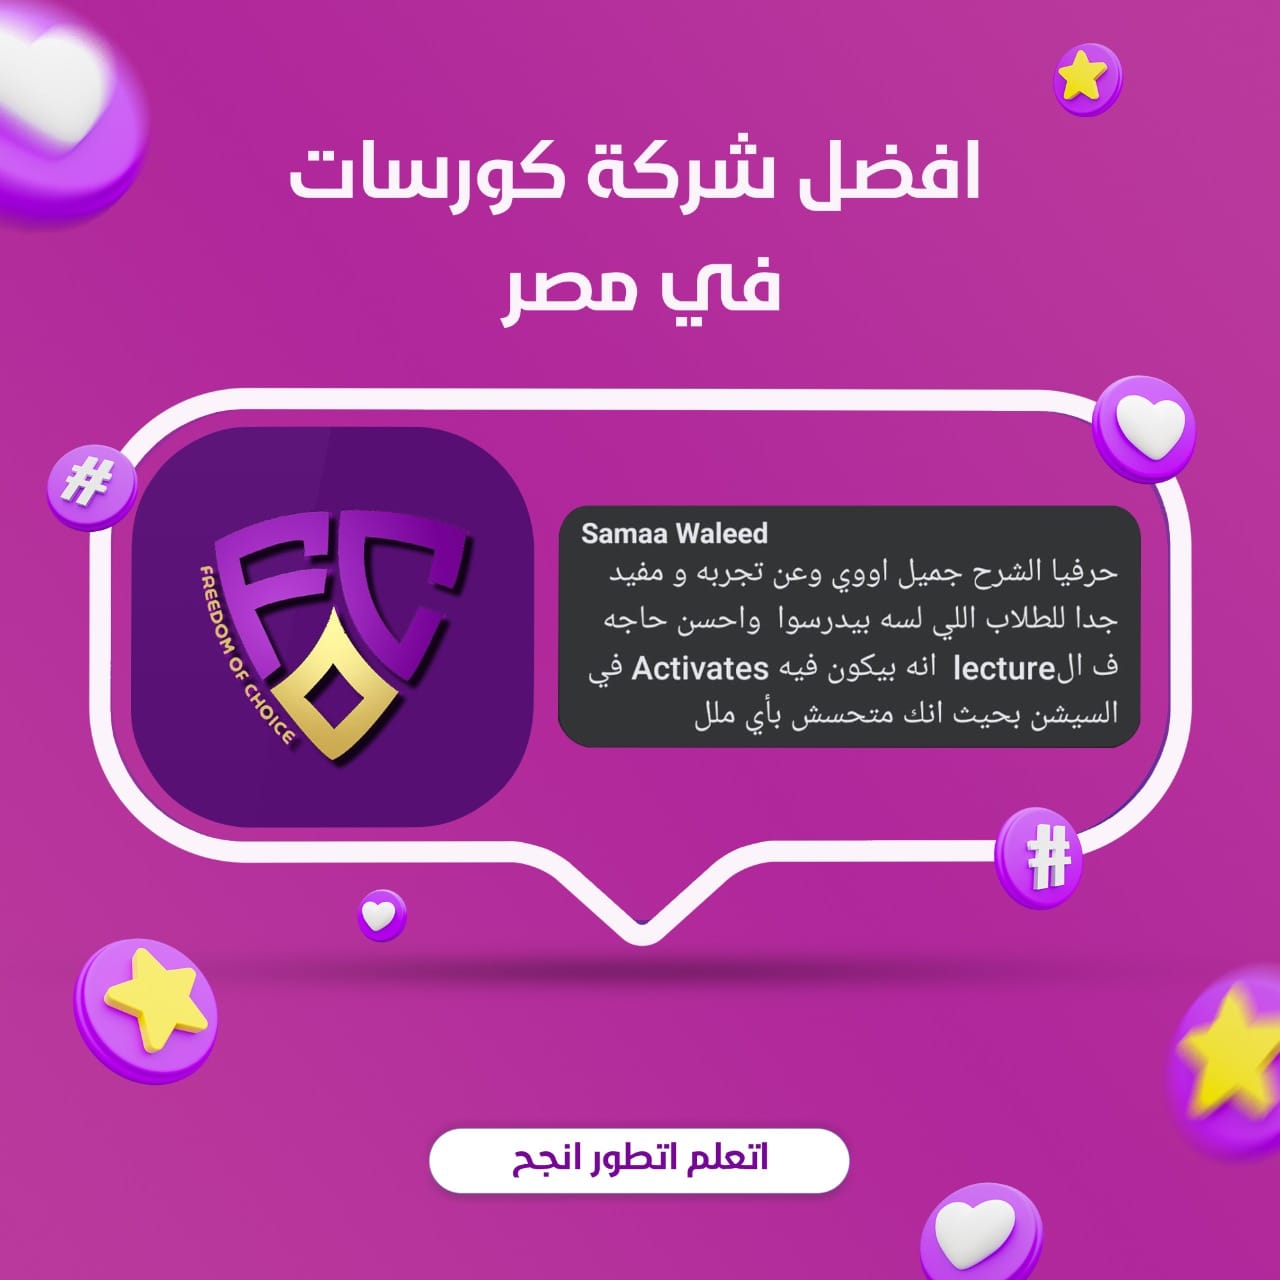 افضل شركة كورسات
في مصر
FC
FREEDOM OF CHOICE
Samaa Waleed
حرفيا الشرح جميل اووي وعن تجربه و مفيد
جدا للطلاب اللي لسه بيدرسوا واحسن حاجه
ف الlecture انه بيكون فيه Activates في
السيشن بحيث انك متحسش بأي ملل
#
#
اتعلم اتطور انجح